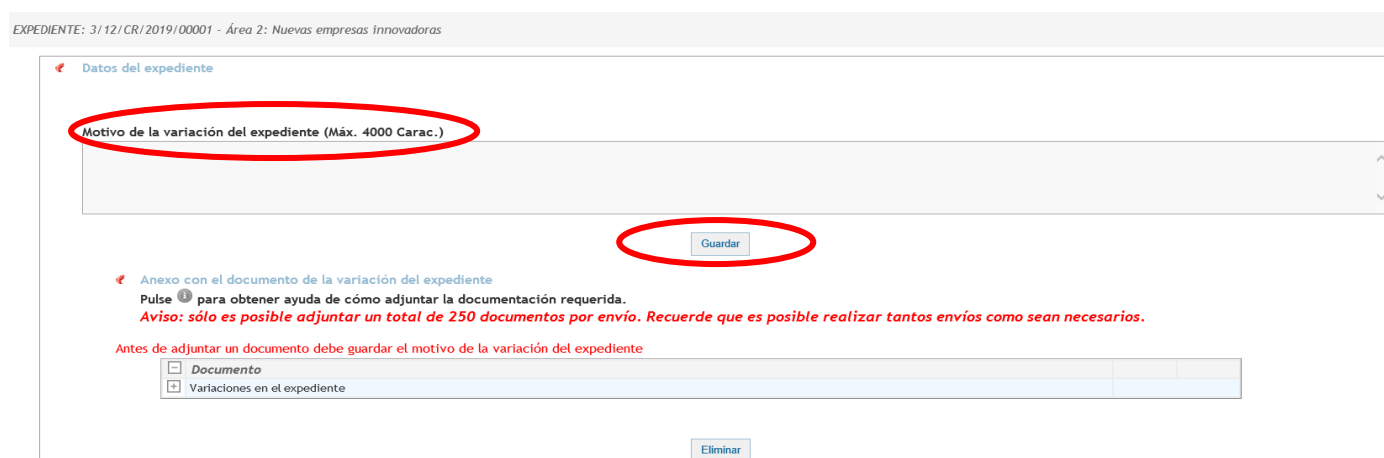 EXPEDIENTE: 3/12/CR/2019/00001 - Área 2: Nuevas empresas innovadoras
Datos del expediente
Motivo de la variación del expediente (Máx. 4000 Carac.)
Guardar
Anexo con el documento de la variación del expediente
Pulse i para obtener ayuda de cómo adjuntar la documentación requerida.
Aviso: sólo es posible adjuntar un total de 250 documentos por envío. Recuerde que es posible realizar tantos envíos como sean necesarios.
Antes de adjuntar un documento debe guardar el motivo de la variación del expediente
Documento
Variaciones en el expediente
Eliminar